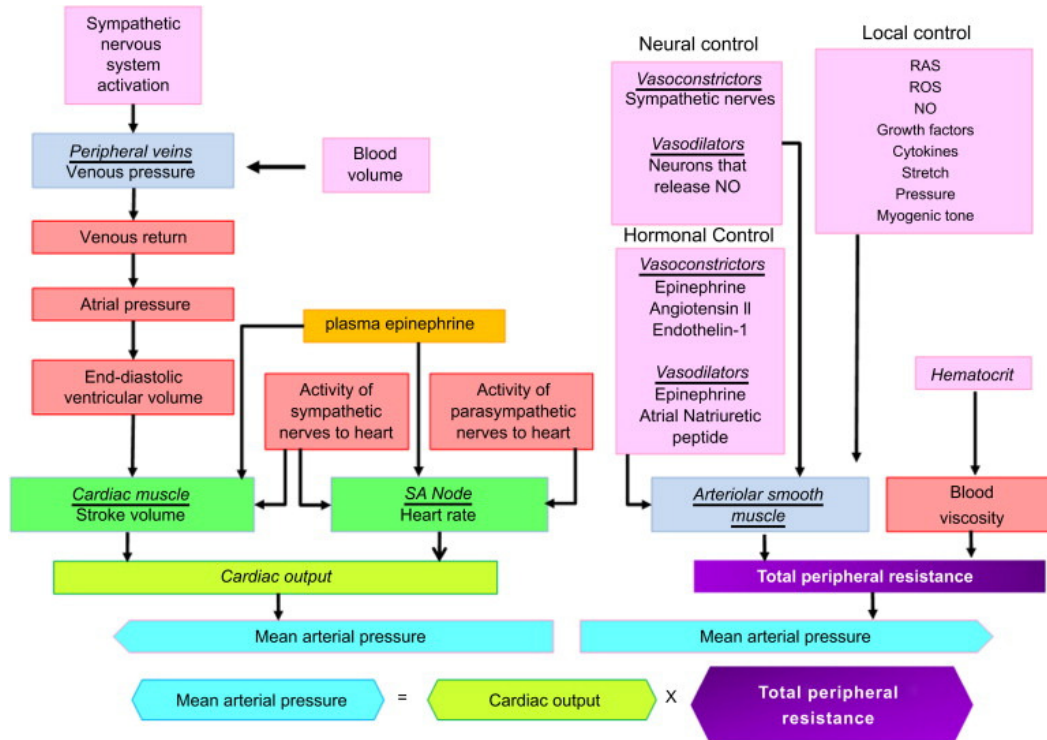 Sympathetic
nervous
system
activation
Peripheral veins
Venous pressure
Blood
volume
Venous return
Atrial pressure
End-diastolic
ventricular volume
plasma epinephrine
Activity of
sympathetic
nerves to heart
Activity of
parasympathetic
nerves to heart
Cardiac muscle
Stroke volume
SA Node
Heart rate
Cardiac output
Mean arterial pressure
Neural control
Vasoconstrictors
Sympathetic nerves
Vasodilators
Neurons that
release NO
Hormonal Control
Vasoconstrictors
Epinephrine
Angiotensin II
Endothelin-1
Vasodilators
Epinephrine
Atrial Natriuretic
peptide
Local control
RAS
ROS
NO
Growth factors
Cytokines
Stretch
Pressure
Myogenic tone
Hematocrit
Arteriolar smooth
muscle
Blood
viscosity
Total peripheral resistance
Mean arterial pressure
Mean arterial pressure = Cardiac output X Total peripheral
resistance